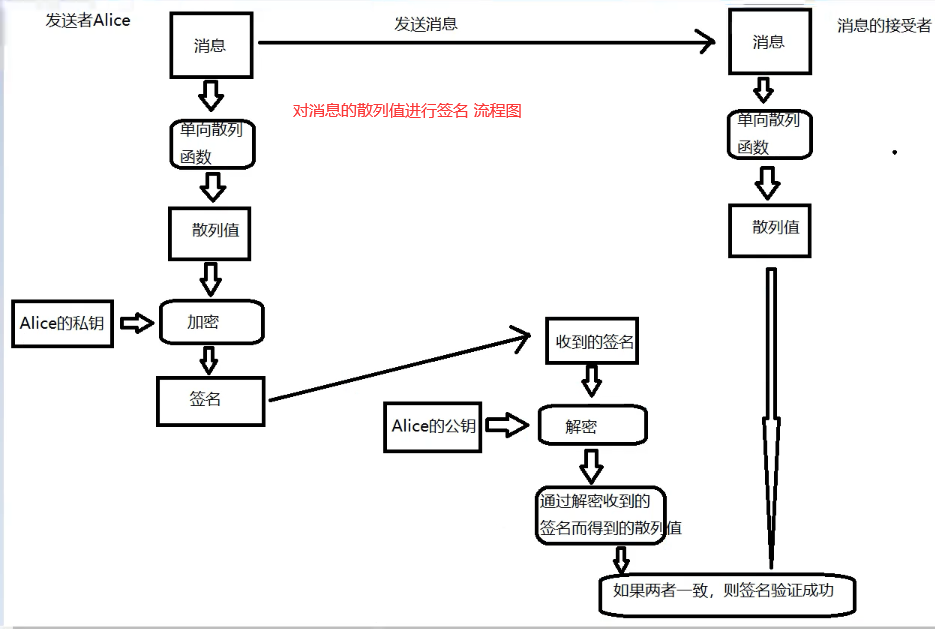 发送者Alice
消息
发送消息
消息
消息的接受者
对消息的散列值进行签名 流程图
单向散列
函数
单向散列
函数
散列值
散列值
Alice的私钥
加密
收到的签名
签名
Alice的公钥
解密
通过解密收到的
签名而得到的散列值
如果两者一致，则签名验证成功